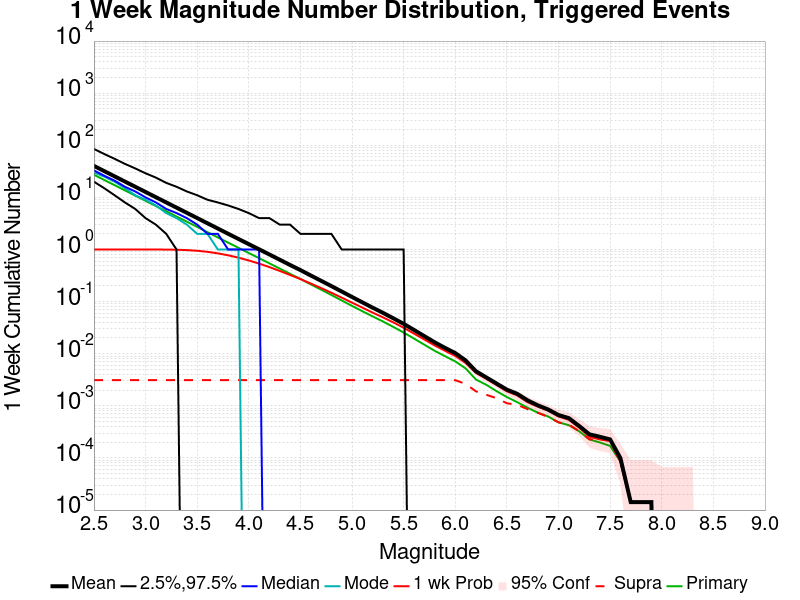 1 Week Magnitude Number Distribution, Triggered Events
1 Week Cumulative Number
10 4
10 3
10 2
10 1
10 0
10 -1
10 -2
10 -3
10 -4
10 -5
2.5 3.0 3.5 4.0 4.5 5.0 5.5 6.0 6.5 7.0 7.5 8.0 8.5 9.0
Magnitude
Mean 2.5%,97.5% Median Mode 1 wk Prob 95% Conf Supra Primary